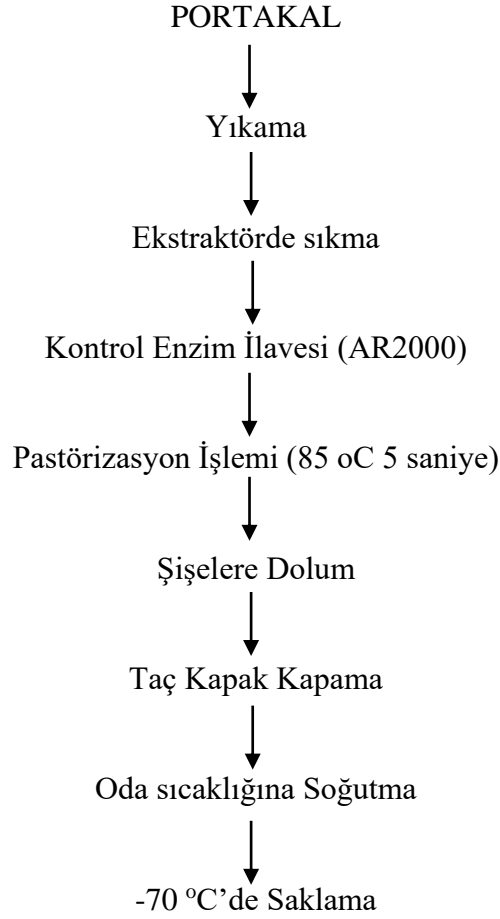 PORTAKAL
Yıkama
Ekstraktörde sıkma
Kontrol Enzim İlavesi (AR2000)
Pastörizasyon İşlemi (85 oC 5 saniye)
Şişelere Dolum
Taç Kapak Kapama
Oda sıcaklığına Soğutma
-70 ºC’de Saklama